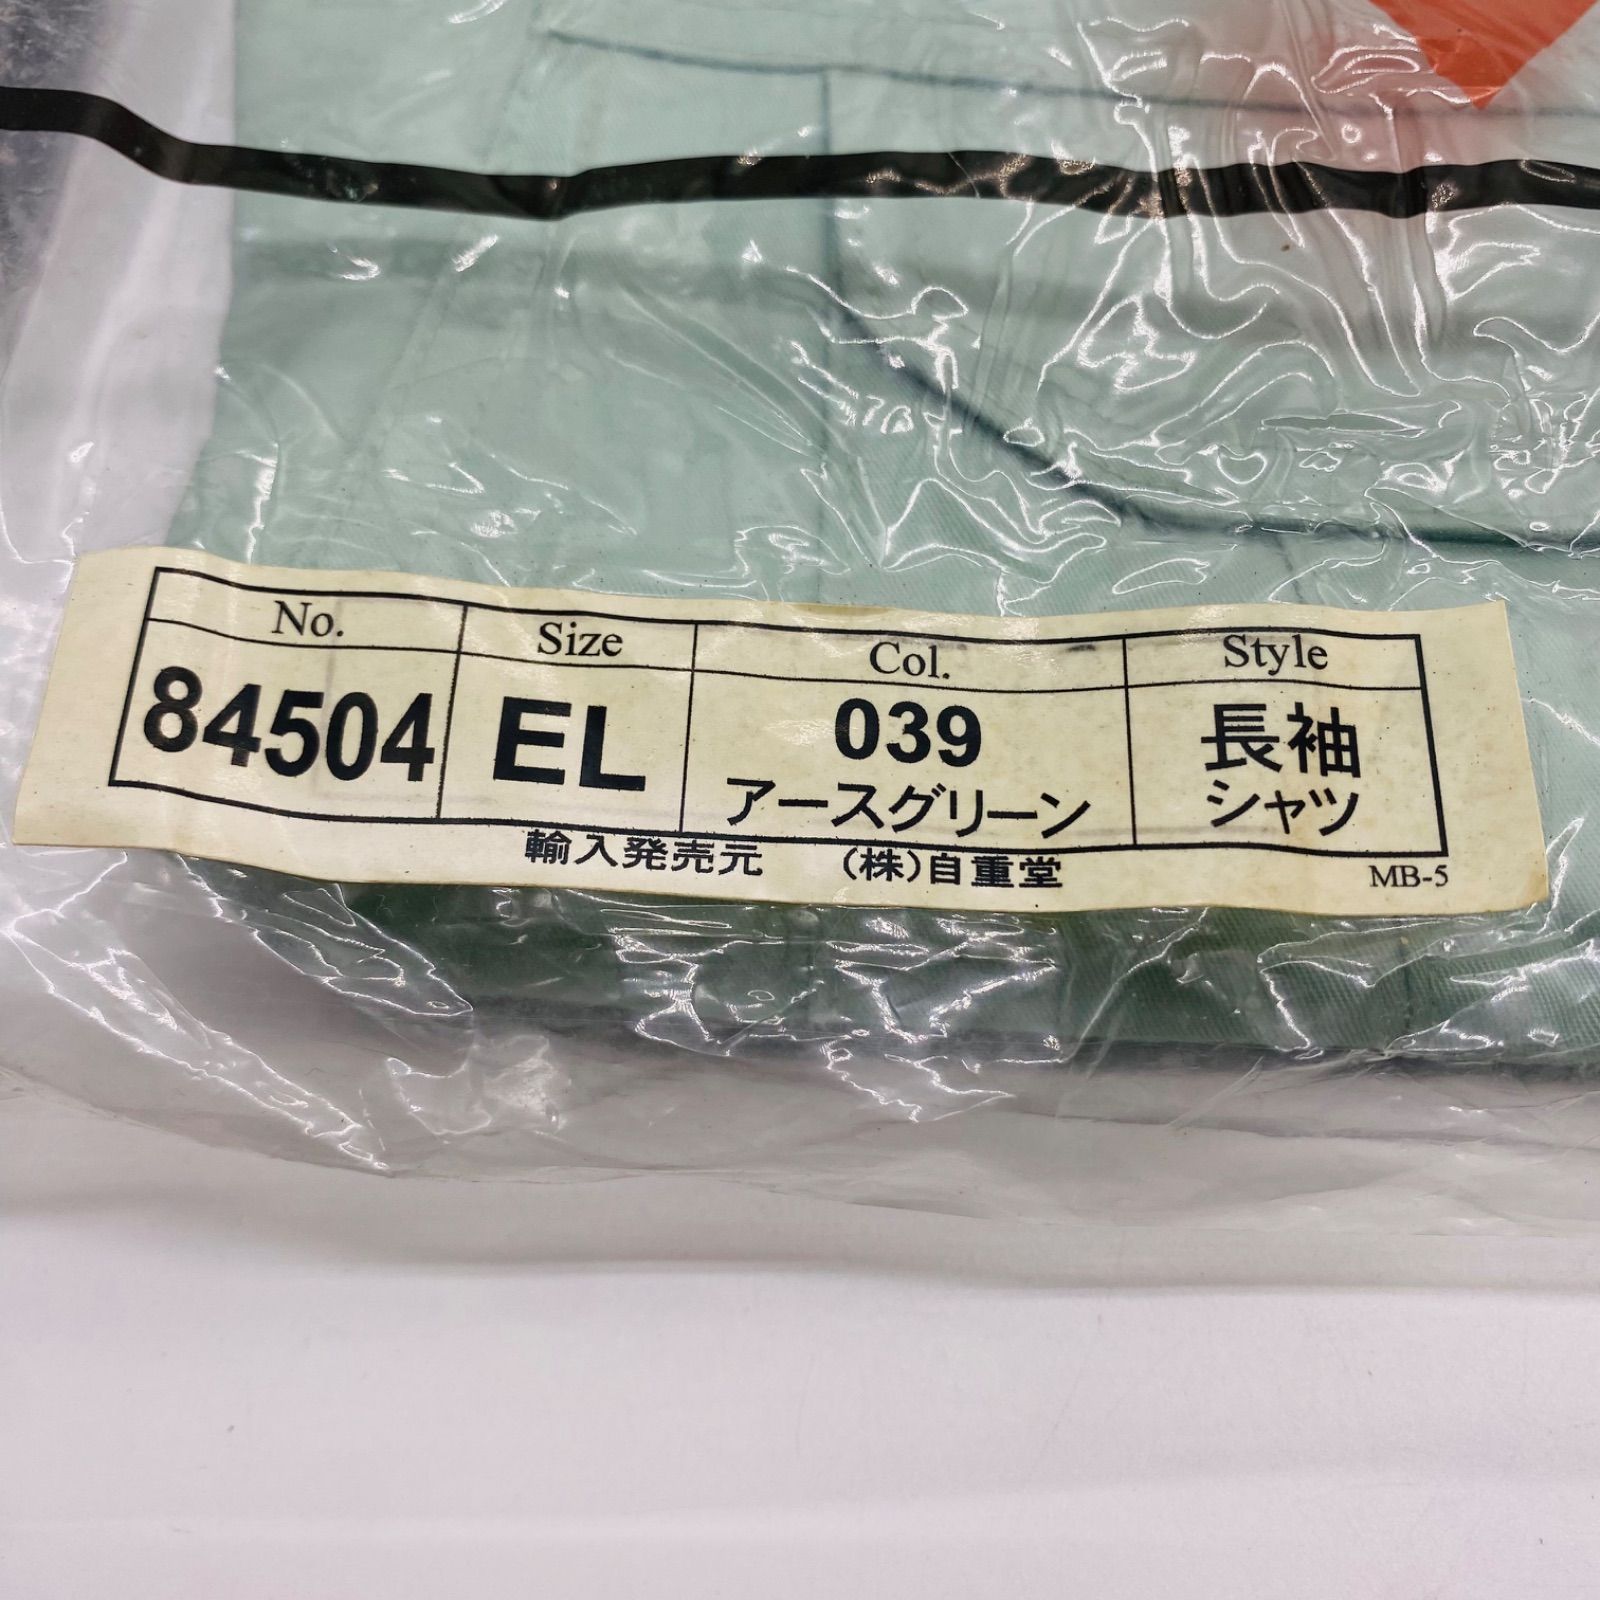 No. Size Col. Style
84504 EL 039 長袖
アースグリーン シャツ
輸入発売元 (株)自重堂 MB-5